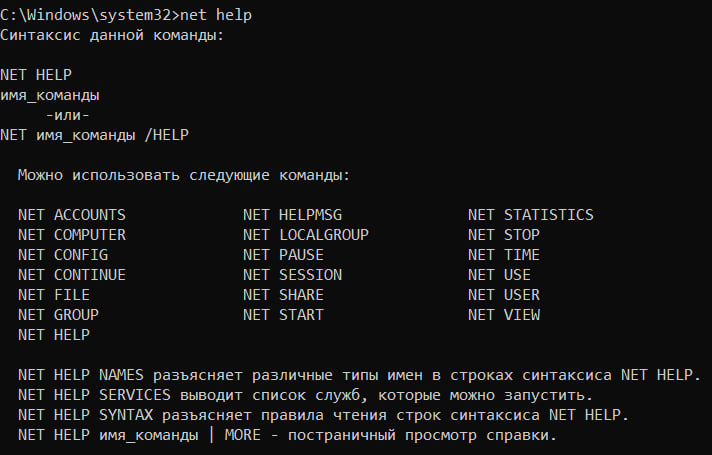 C:\Windows\system32>net help
Синтаксис данной команды:
NET HELP
имя_команды
-или-
NET имя_команды /HELP
Можно использовать следующие команды:
NET ACCOUNTS NET HELPMSG NET STATISTICS
NET COMPUTER NET LOCALGROUP NET STOP
NET CONFIG NET PAUSE NET TIME
NET CONTINUE NET SESSION NET USE
NET FILE NET SHARE NET USER
NET GROUP NET START NET VIEW
NET HELP
NET HELP NAMES разъясняет различные типы имен в строках синтаксиса NET HELP.
NET HELP SERVICES выводит список служб, которые можно запустить.
NET HELP SYNTAX разъясняет правила чтения строк синтаксиса NET HELP.
NET HELP имя_команды | MORE - постраничный просмотр справки.